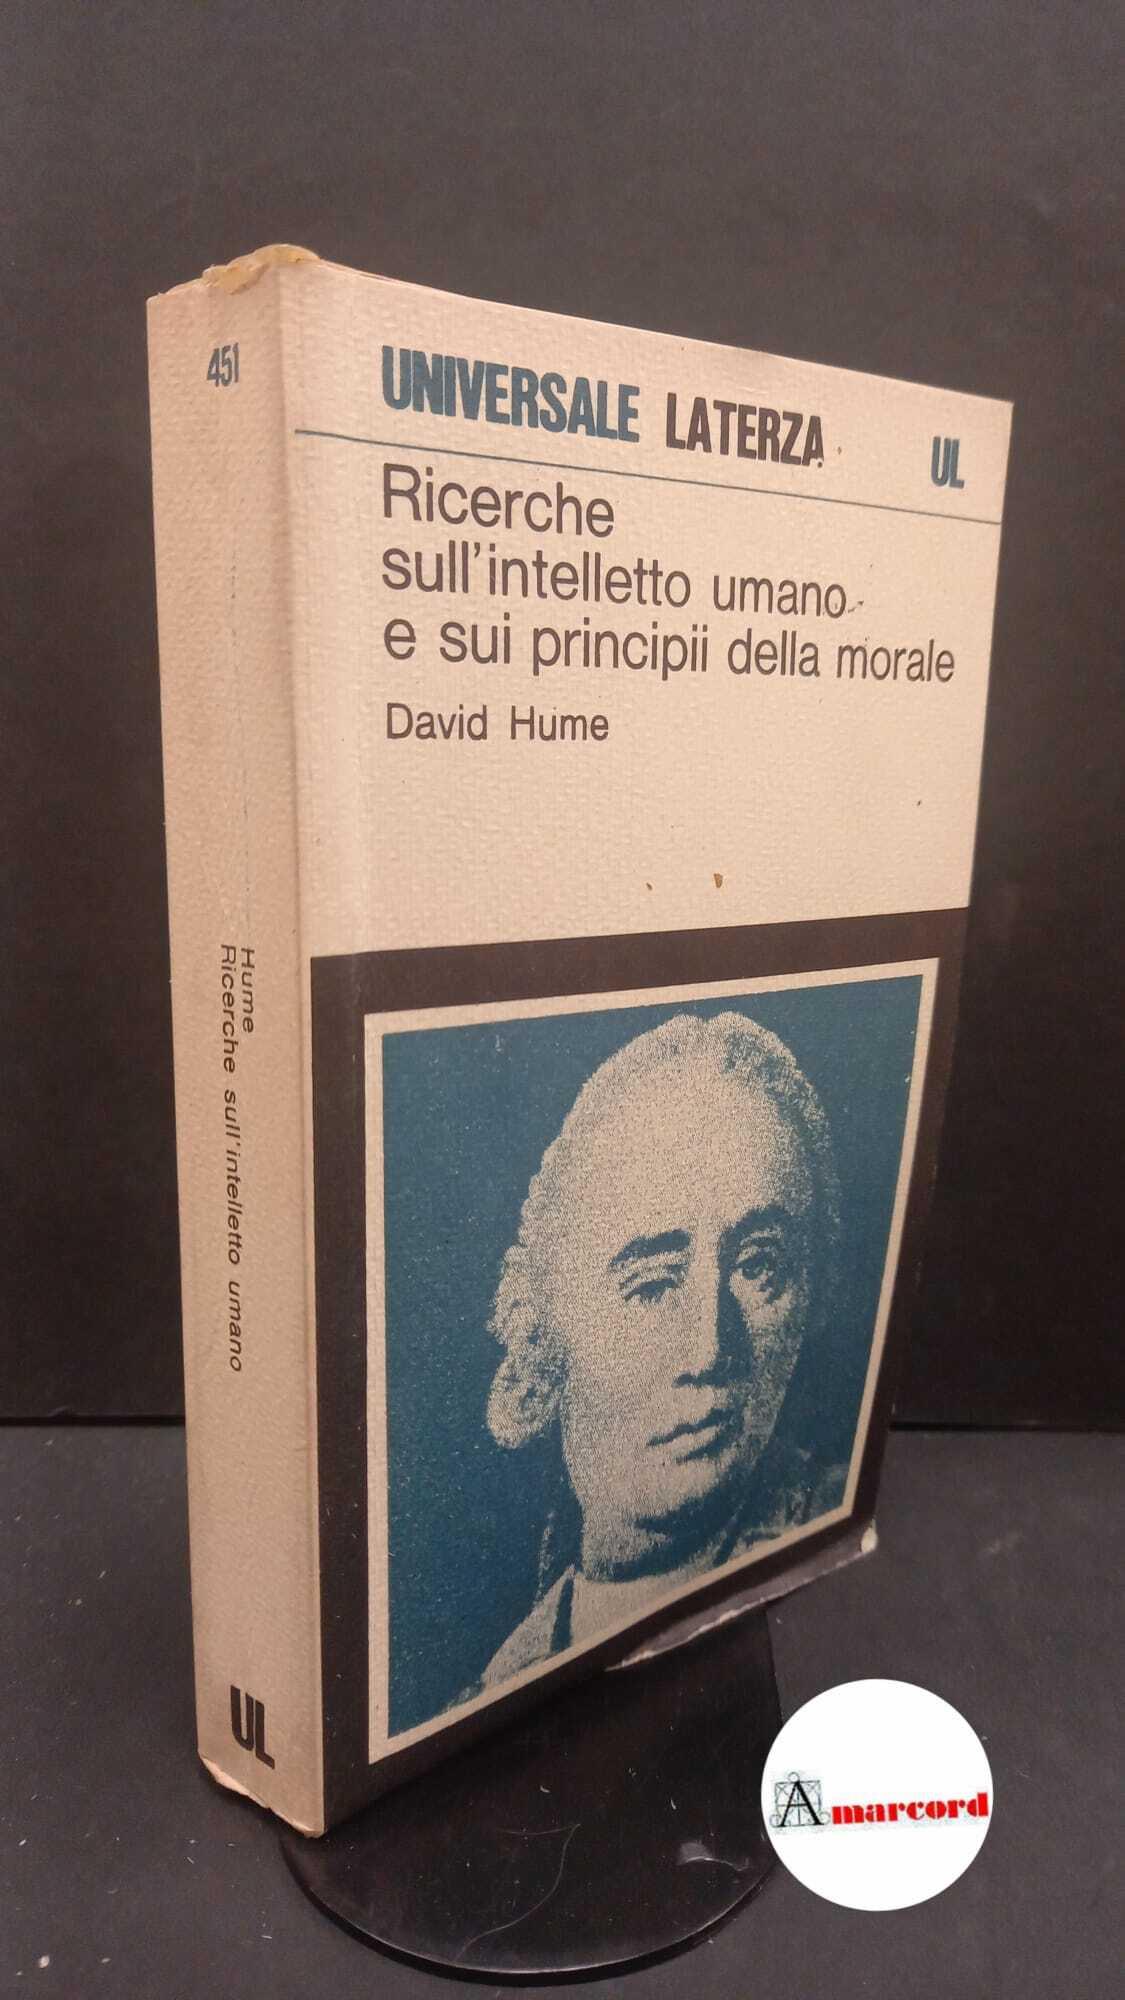 451
UNIVERSALE LATERZA UL
Ricerche
sull'intelletto umano
e sui principii della morale
David Hume
Hume
Ricerche sull'intelletto umano
UL
Amarcord